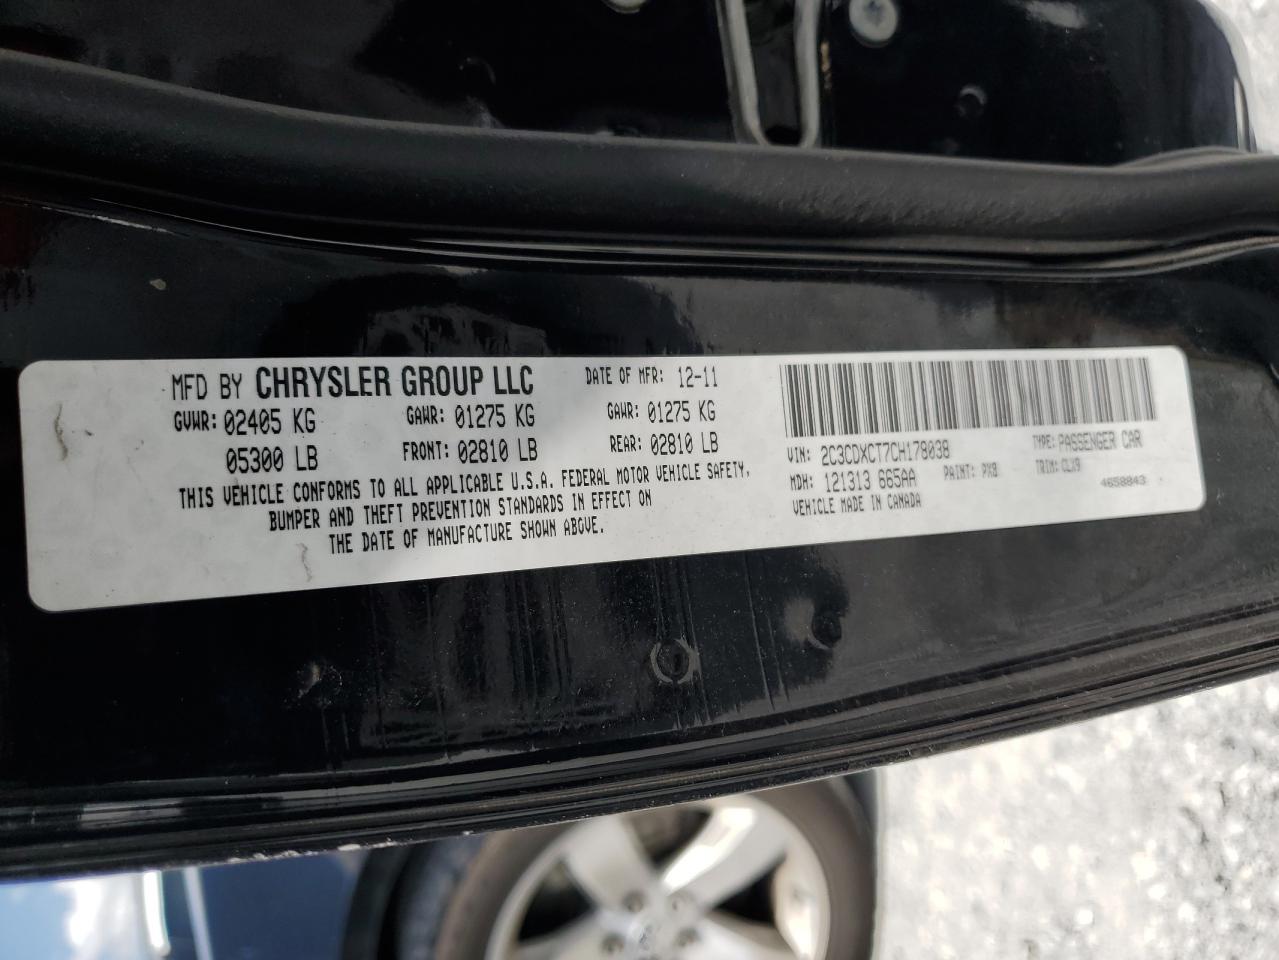 MFD BY CHRYSLER GROUP LLC DATE OF MFR: 12-11
GVWR: 02405 KG GAWR: 01275 KG GAWR: 01275 KG
05300 LB FRONT: 02810 LB REAR: 02810 LB
THIS VEHICLE CONFORMS TO ALL APPLICABLE U.S.A. FEDERAL MOTOR VEHICLE SAFETY,
BUMPER AND THEFT PREVENTION STANDARDS IN EFFECT ON
THE DATE OF MANUFACTURE SHOWN ABOVE.
VIN: 2C3CDXCT7CH178038 TYPE: PASSENGER CAR
MDH: 121313 665AA PAINT: PX8 TRIM: CLX9
VEHICLE MADE IN CANADA 4658843